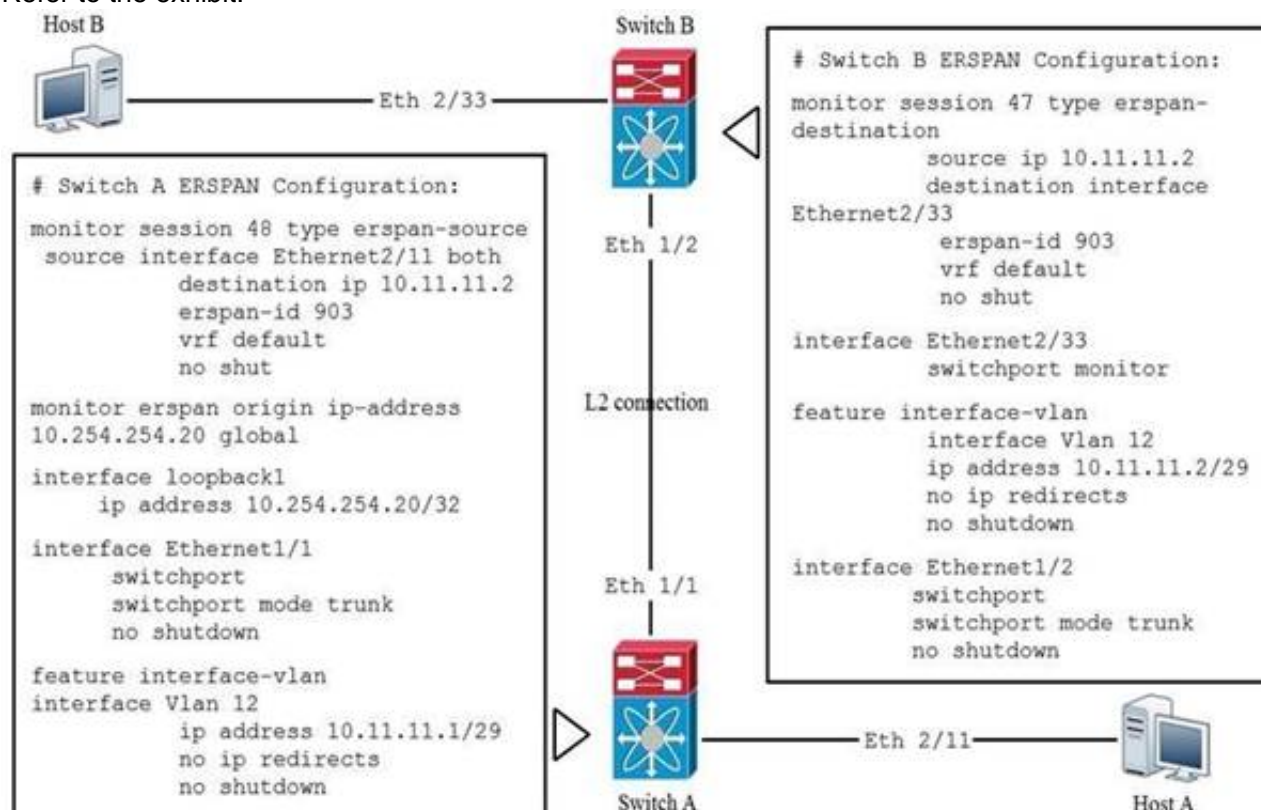 Refer to the exhibit.
Host B
Switch B
Eth 2/33
# Switch A ERSPAN Configuration:
monitor session 48 type erspan-source
source interface Ethernet2/11 both
destination ip 10.11.11.2
erspan-id 903
vrf default
no shut
monitor erspan origin ip-address
10.254.254.20 global
interface loopback1
ip address 10.254.254.20/32
interface Ethernet1/1
switchport
switchport mode trunk
no shutdown
feature interface-vlan
interface Vlan 12
ip address 10.11.11.1/29
no ip redirects
no shutdown
Eth 1/2
L2 connection
Eth 1/1
Switch A
# Switch B ERSPAN Configuration:
monitor session 47 type erspan-
destination
source ip 10.11.11.2
destination interface
Ethernet2/33
erspan-id 903
vrf default
no shut
interface Ethernet2/33
switchport monitor
feature interface-vlan
interface Vlan 12
ip address 10.11.11.2/29
no ip redirects
no shutdown
interface Ethernet1/2
switchport
switchport mode trunk
no shutdown
Eth 2/11
Host A